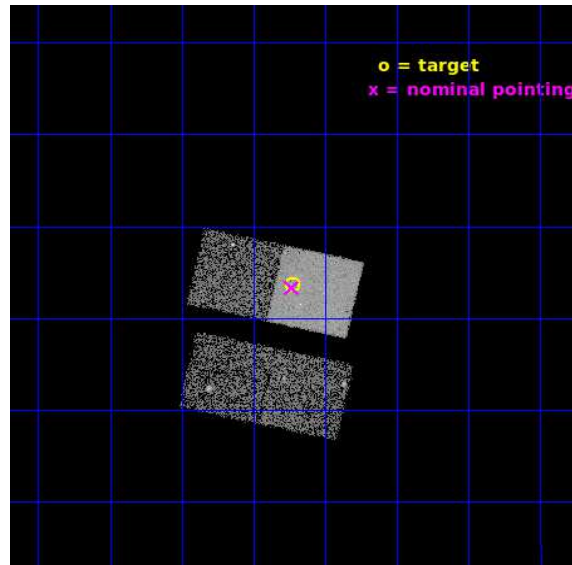 o = target
x = nominal pointing